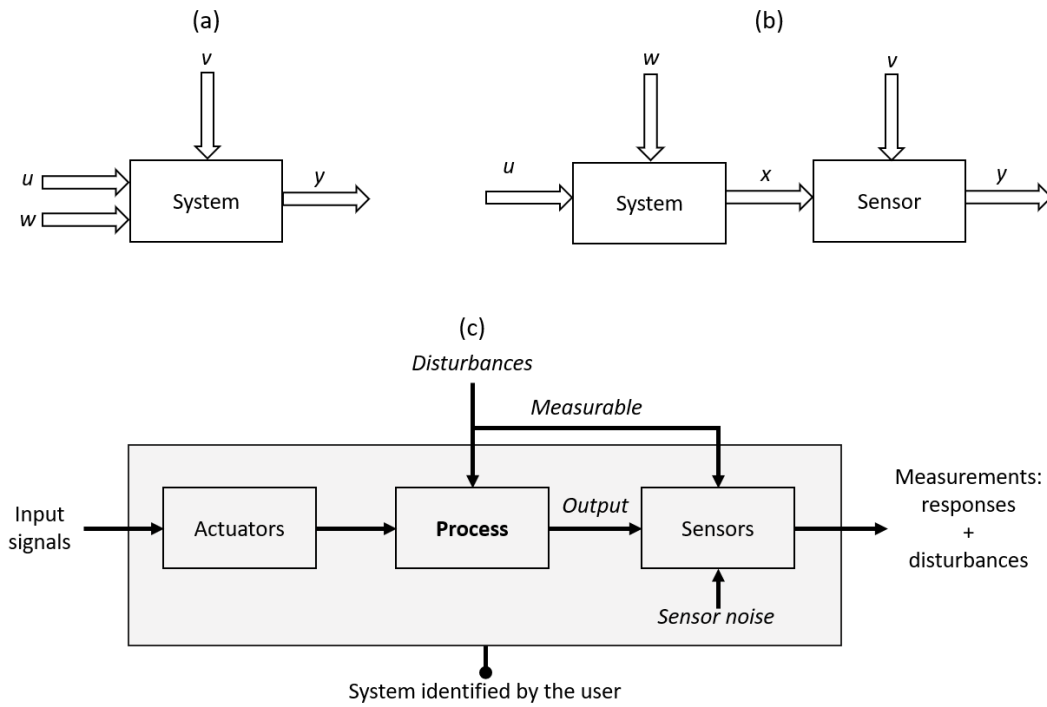 (a)
v
u
w
System
y
(b)
w
v
u
System
x
Sensor
y
(c)
Disturbances
Measurable
Input
signals
Actuators
Process
Output
Sensors
Measurements:
responses
+
disturbances
Sensor noise
System identified by the user